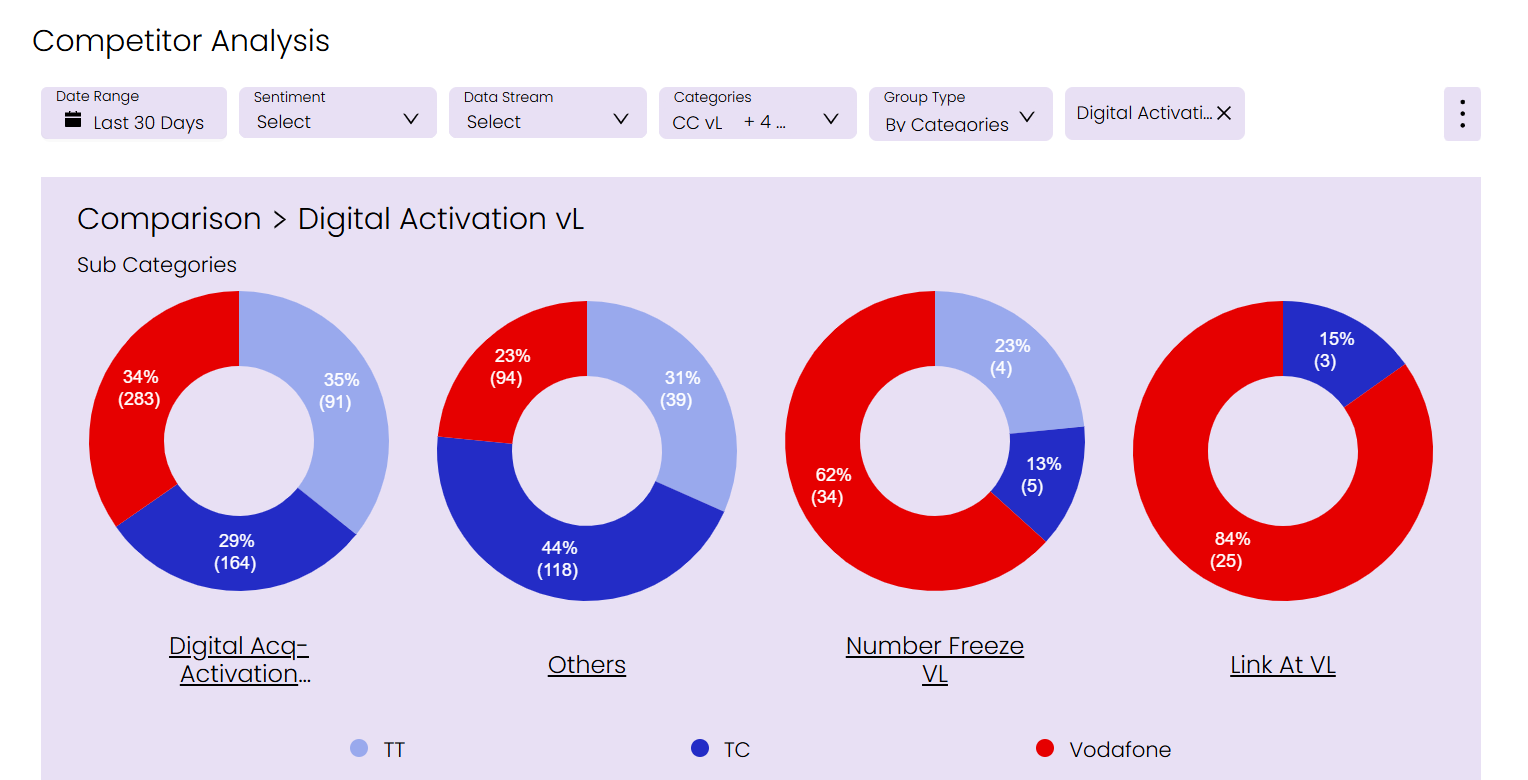 Competitor Analysis
Date Range
Last 30 Days
Sentiment
Select
Data Stream
Select
Categories
CC vL + 4 ...
Group Type
By Categories
Digital Activati...
Comparison > Digital Activation vL
Sub Categories
34%
(283)
35%
(91)
29%
(164)
23%
(94)
31%
(39)
44%
(118)
23%
(4)
13%
(5)
62%
(34)
15%
(3)
84%
(25)
Digital Acq-
Activation...
Others
Number Freeze
VL
Link At VL
TT
TC
Vodafone